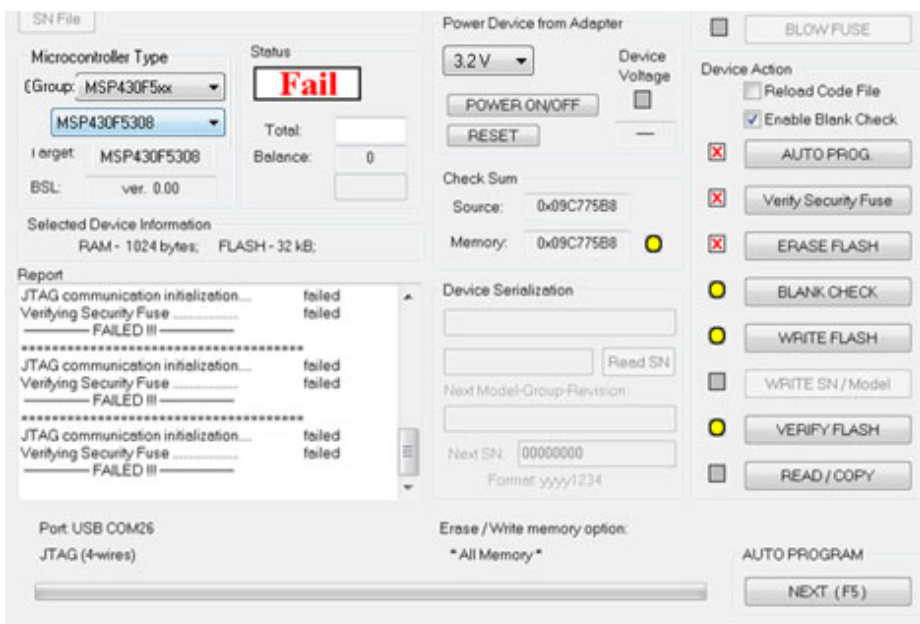 SN File
Microcontroller Type
Group: MSP430F5xx
MSP430F5308
Target: MSP430F5308
BSL: ver. 0.00
Status
Fail
Total:
Balance: 0
Selected Device Information
RAM - 1024 bytes; FLASH - 32 kB;
Report
JTAG communication initialization.... failed
Verifying Security Fuse .................... failed
———— FAILED !!! ————
****************************************
JTAG communication initialization.... failed
Verifying Security Fuse .................... failed
———— FAILED !!! ————
****************************************
JTAG communication initialization.... failed
Verifying Security Fuse .................... failed
———— FAILED !!! ————
Power Device from Adapter
3.2 V
Device
Voltage
POWER ON/OFF
RESET
—
Check Sum
Source: 0x09C775B8
Memory: 0x09C775B8
Device Serialization
Read SN
Next Model-Group-Revision:
Next SN: 00000000
Format: yyyy1234
BLOW FUSE
Device Action
Reload Code File
Enable Blank Check
AUTO PROG.
Verify Security Fuse
ERASE FLASH
BLANK CHECK
WRITE FLASH
WRITE SN / Model
VERIFY FLASH
READ / COPY
Port: USB COM26
JTAG (4-wires)
Erase / Write memory option:
* All Memory *
AUTO PROGRAM
NEXT (F5)